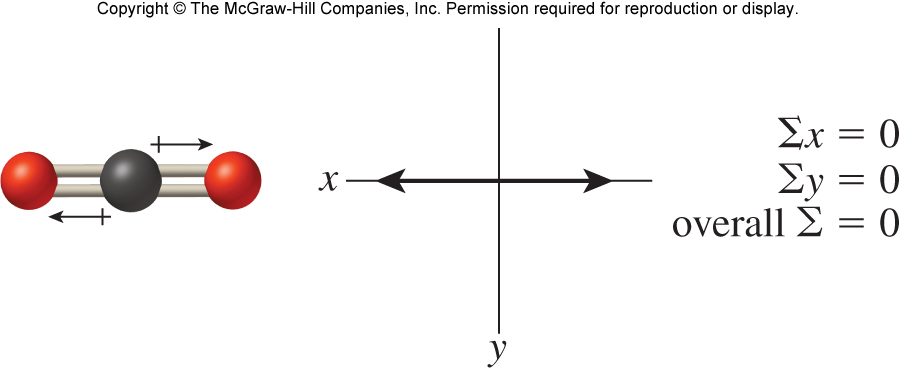 Copyright © The McGraw-Hill Companies, Inc. Permission required for reproduction or display.
x
y
Σx = 0
Σy = 0
overall Σ = 0